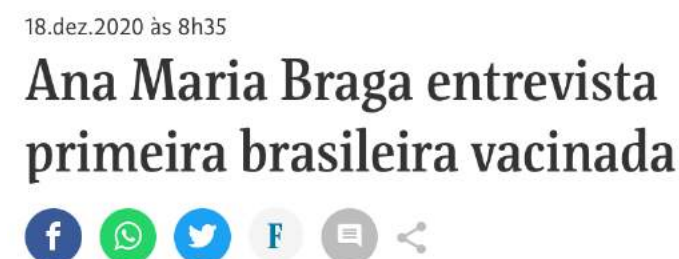 18.dez.2020 às 8h35
Ana Maria Braga entrevista
primeira brasileira vacinada
f F